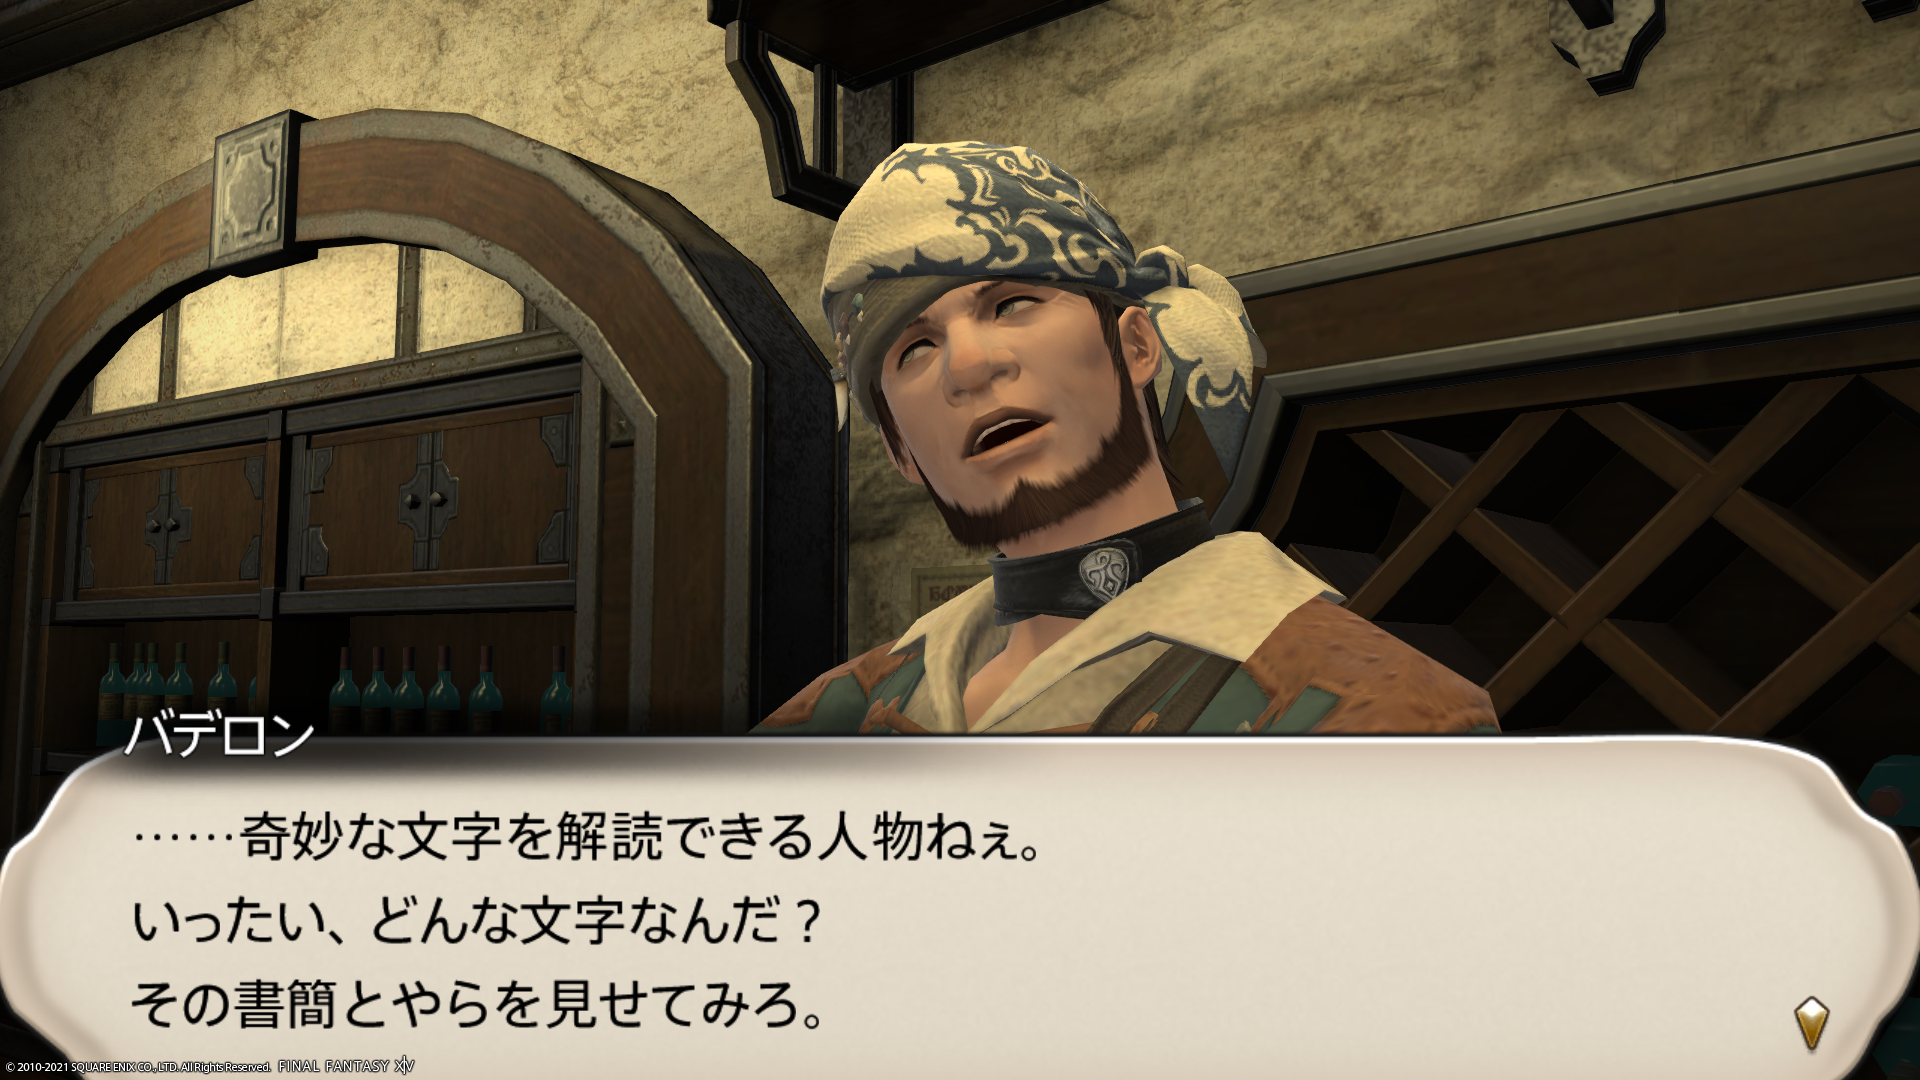 バデロン
……奇妙な文字を解読できる人物ねぇ。
いったい、どんな文字なんだ？
その書簡とやらを見せてみろ。
© 2010-2021 SQUARE ENIX CO., LTD. All Rights Reserved. FINAL FANTASY XIV